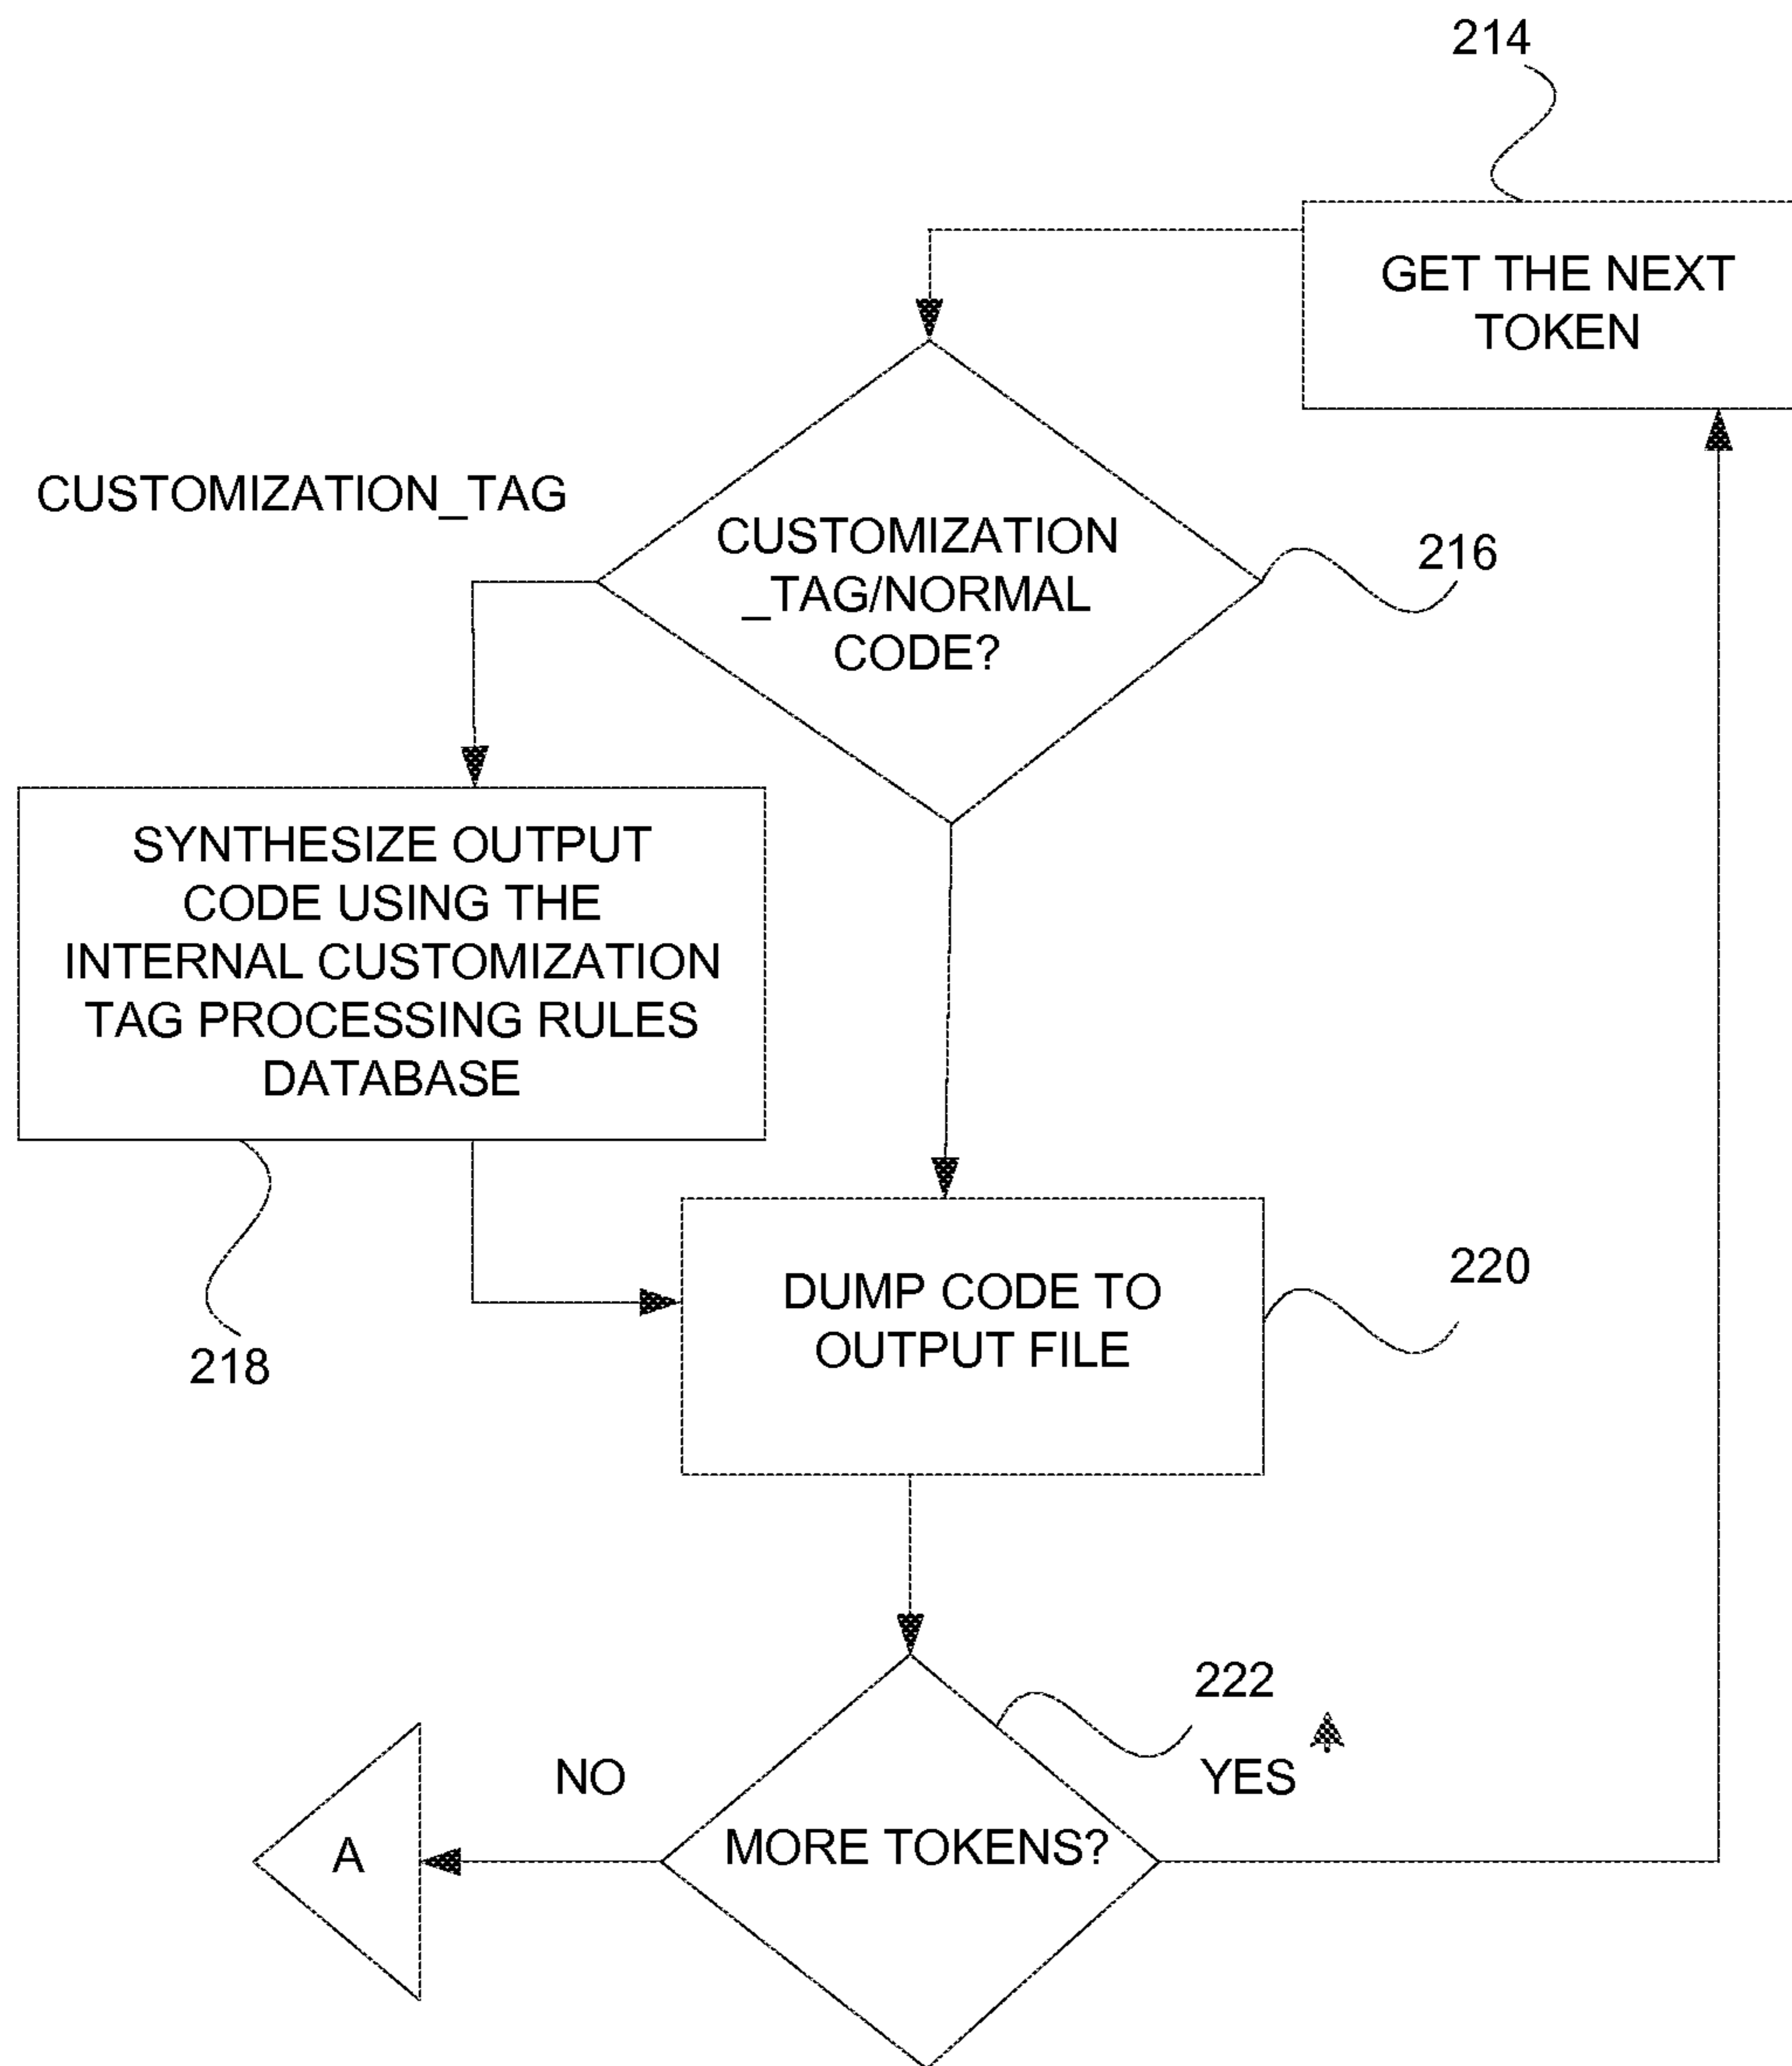 214
GET THE NEXT
TOKEN
CUSTOMIZATION_TAG
CUSTOMIZATION
_TAG/NORMAL
CODE?
216
SYNTHESIZE OUTPUT
CODE USING THE
INTERNAL CUSTOMIZATION
TAG PROCESSING RULES
DATABASE
218
DUMP CODE TO
OUTPUT FILE
220
222
NO
YES
A
MORE TOKENS?